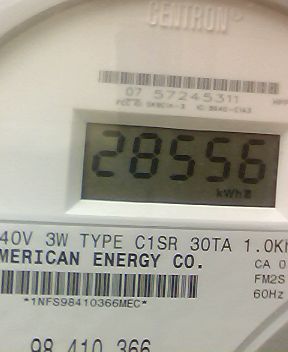 CENTRON®
07 57245311
28556
kWh
40V 3W TYPE C1SR 30TA 1.0Kh
MERICAN ENERGY CO.
CA 0
FM2S
*1NFS98410366MEC*
60Hz
98 410 366